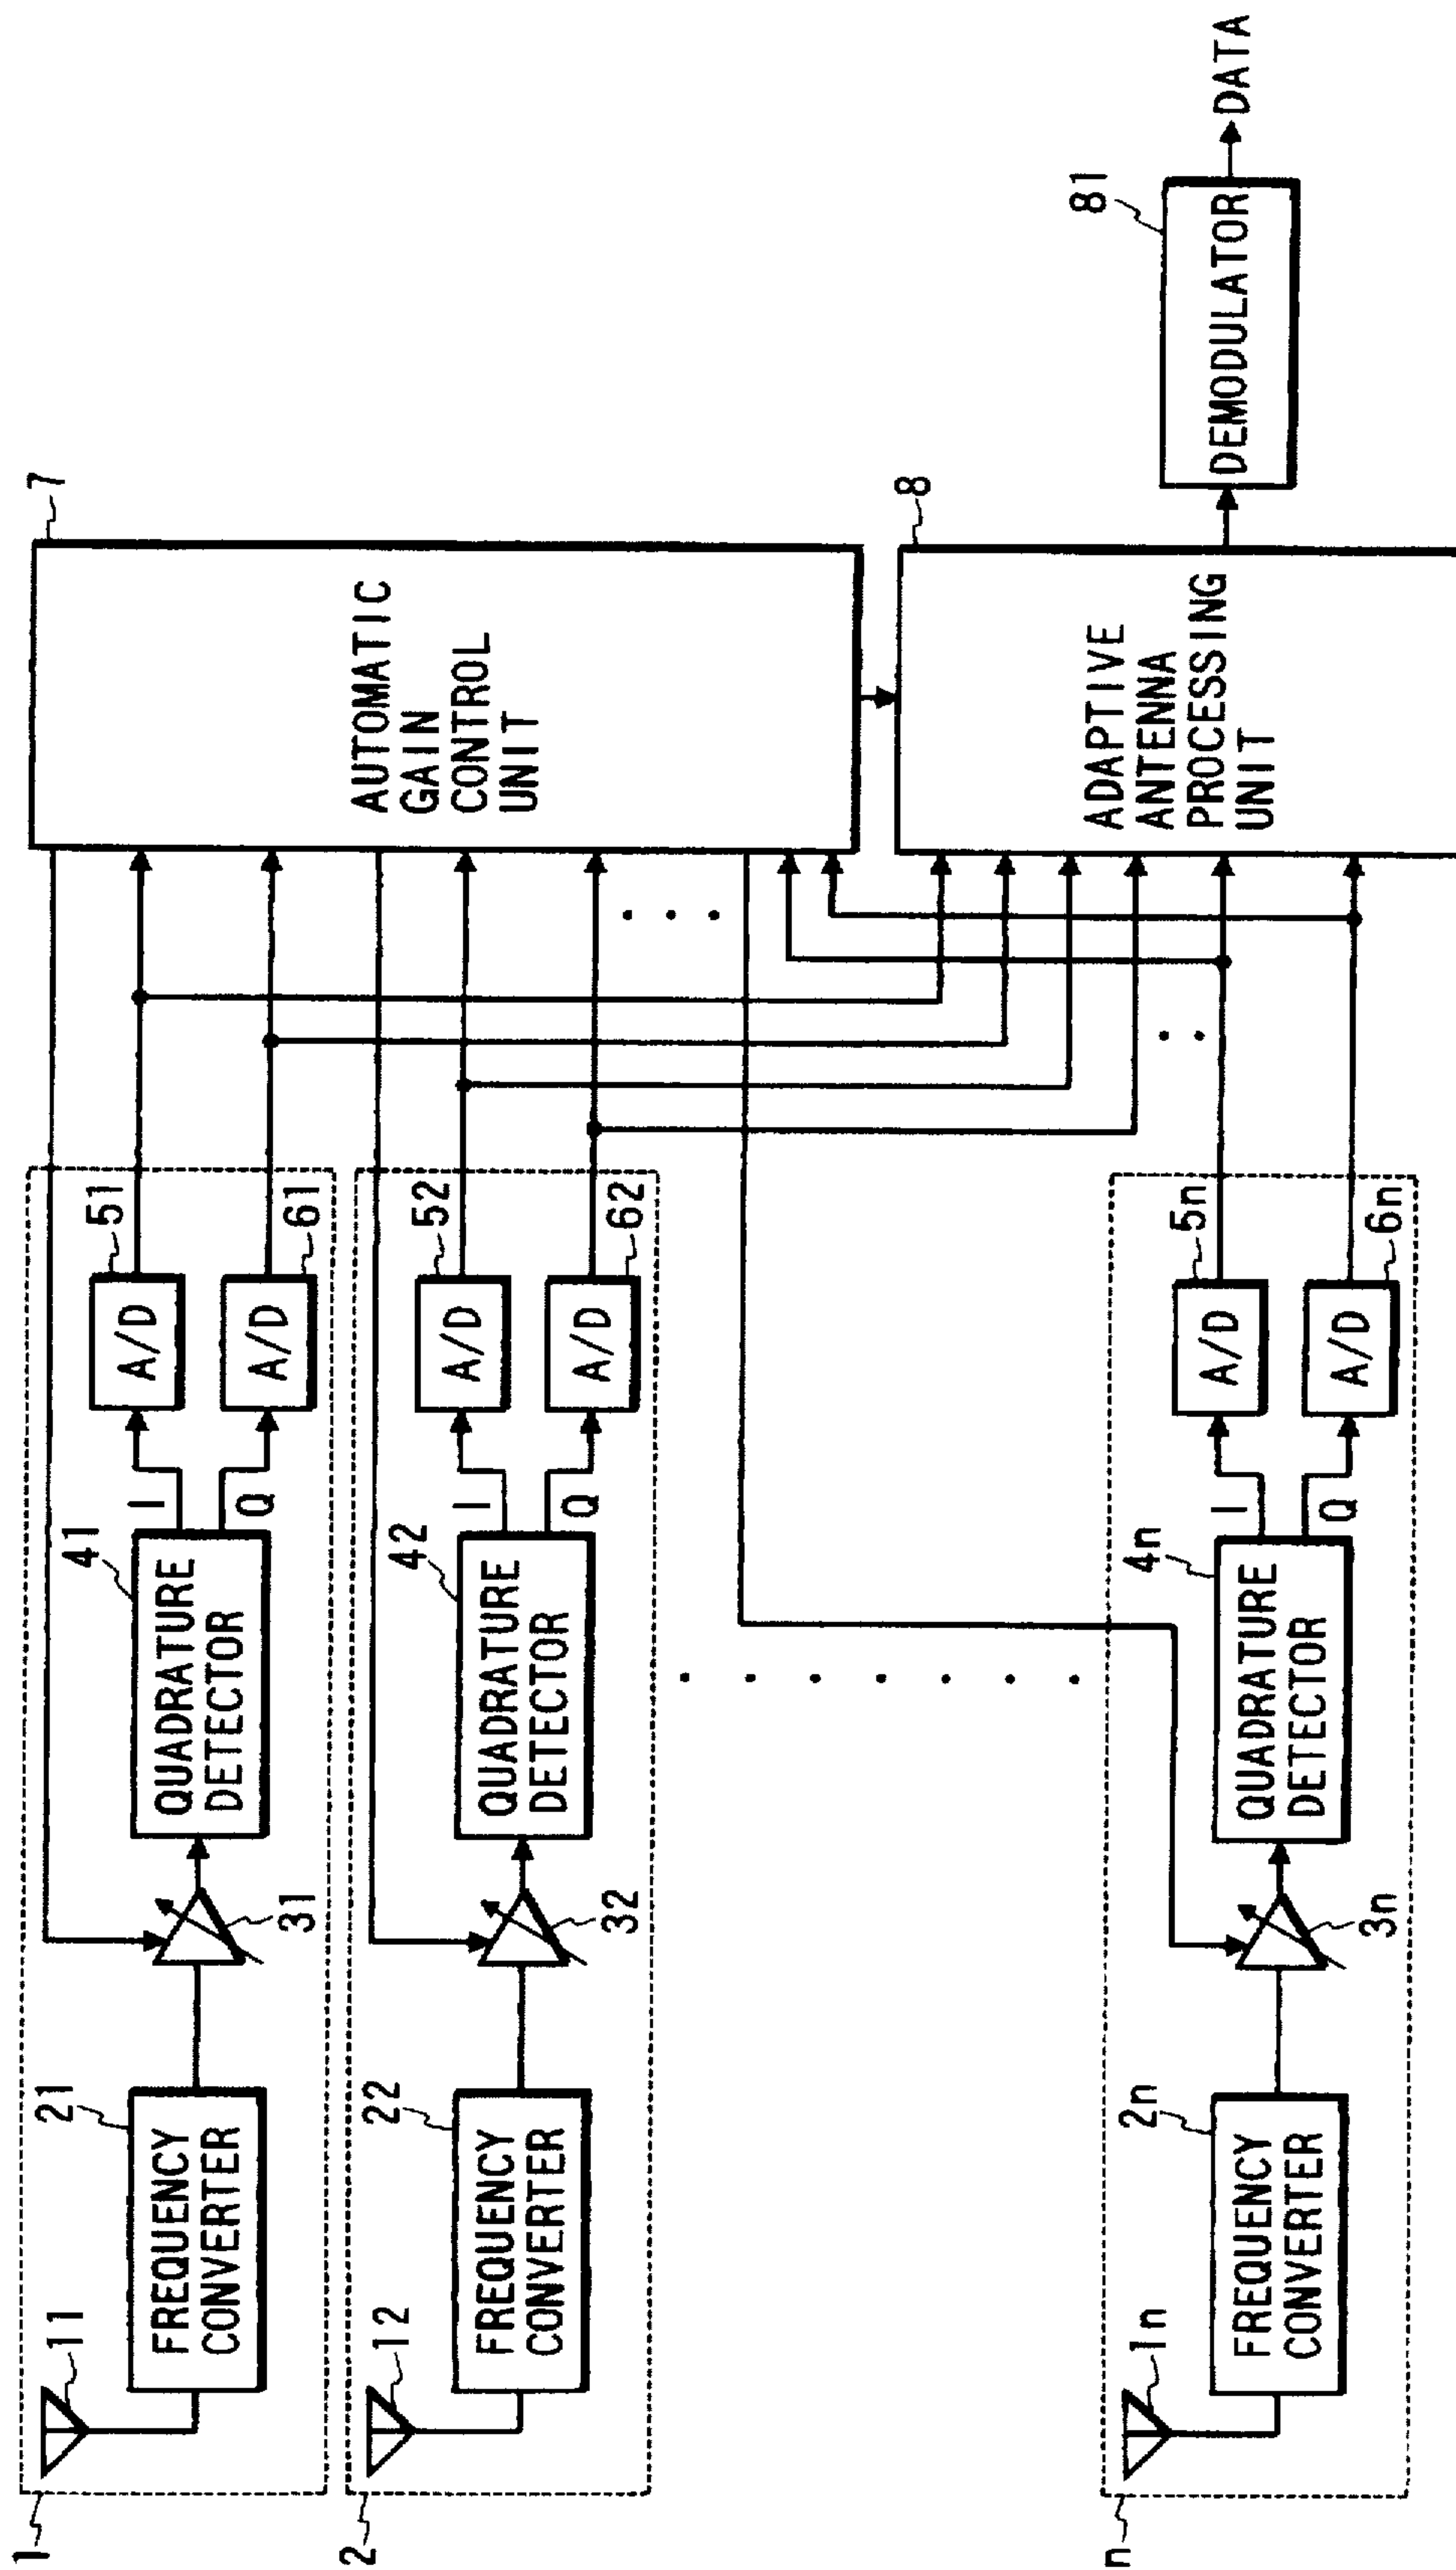 1
11
21
FREQUENCY
CONVERTER
31
41
QUADRATURE
DETECTOR
I
Q
51
A/D
61
A/D
2
12
22
FREQUENCY
CONVERTER
32
42
QUADRATURE
DETECTOR
I
Q
52
A/D
62
A/D
n
1n
2n
FREQUENCY
CONVERTER
3n
4n
QUADRATURE
DETECTOR
I
Q
5n
A/D
6n
A/D
7
AUTOMATIC
GAIN
CONTROL
UNIT
8
ADAPTIVE
ANTENNA
PROCESSING
UNIT
81
DEMODULATOR
DATA